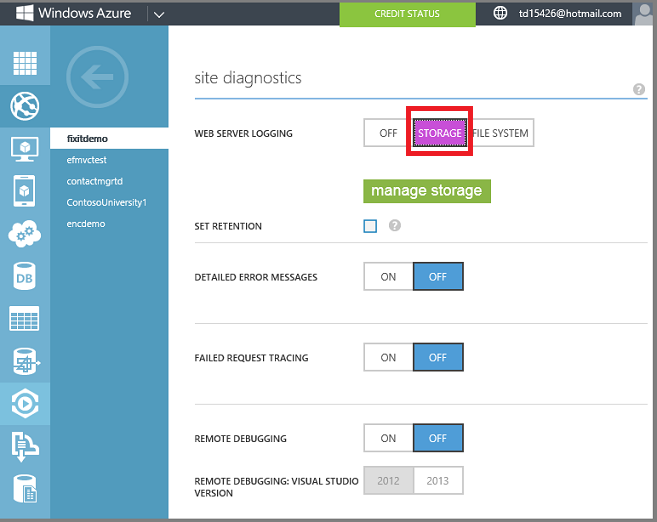 Windows Azure
CREDIT STATUS
td15426@hotmail.com
site diagnostics
?
fixitdemo
efmvctest
contactmgrtd
ContosoUniversity1
encdemo
DB
WEB SERVER LOGGING
OFF
STORAGE
FILE SYSTEM
manage storage
SET RETENTION
?
DETAILED ERROR MESSAGES
ON
OFF
FAILED REQUEST TRACING
ON
OFF
REMOTE DEBUGGING
ON
OFF
REMOTE DEBUGGING: VISUAL STUDIO
VERSION
2012
2013